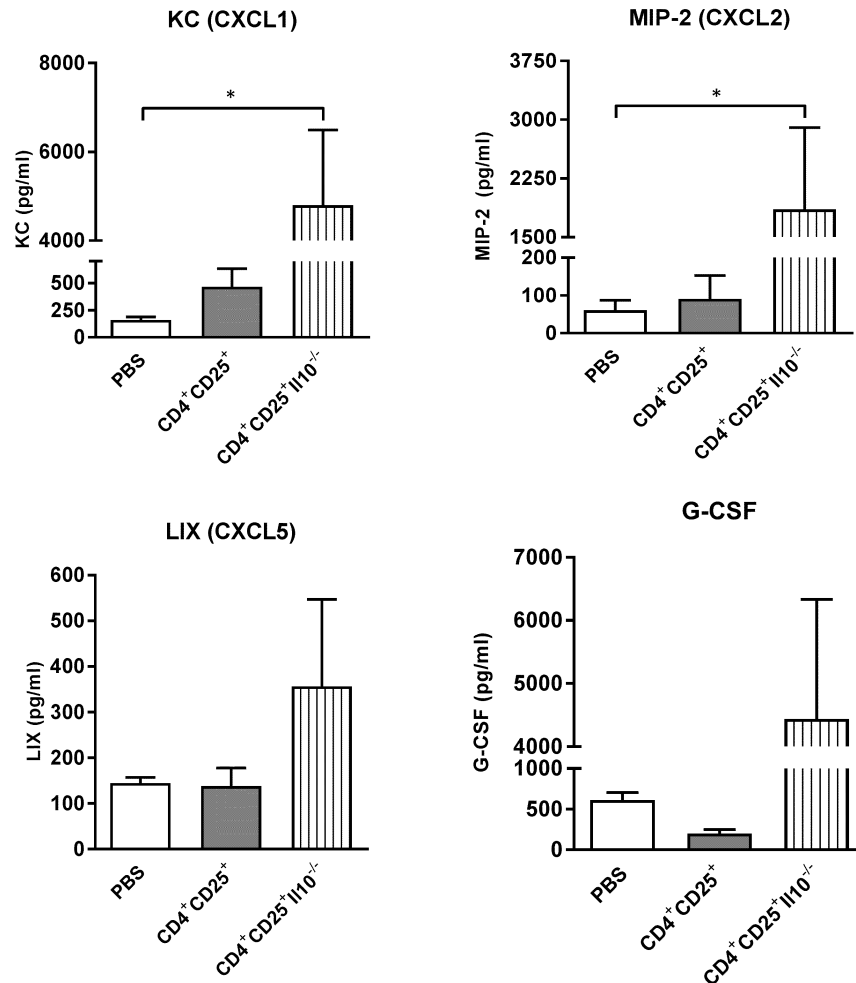 KC (CXCL1)
8000
6000
4000
500
250
0
KC (pg/ml)
*
PBS
CD4⁺CD25⁺
CD4⁺CD25⁺Il10⁻/⁻
MIP-2 (CXCL2)
3750
3000
2250
1500
200
100
0
MIP-2 (pg/ml)
*
PBS
CD4⁺CD25⁺
CD4⁺CD25⁺Il10⁻/⁻
LIX (CXCL5)
600
500
400
300
200
100
0
LIX (pg/ml)
PBS
CD4⁺CD25⁺
CD4⁺CD25⁺Il10⁻/⁻
G-CSF
7000
6000
5000
4000
1000
500
0
G-CSF (pg/ml)
PBS
CD4⁺CD25⁺
CD4⁺CD25⁺Il10⁻/⁻